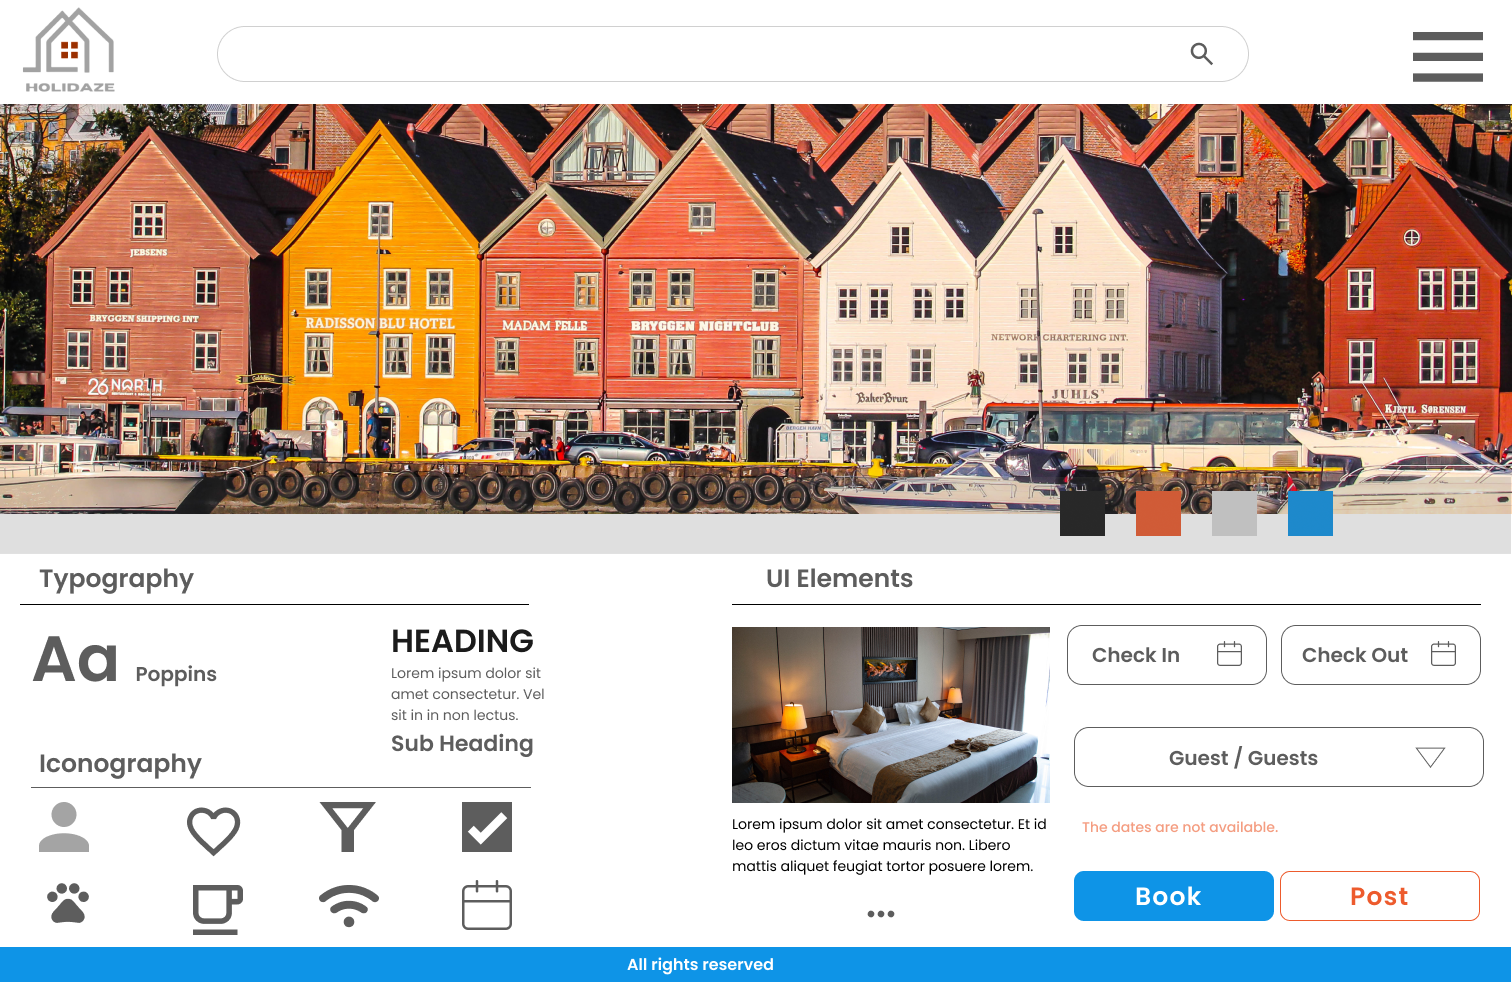 HOLIDAZE
JEBSENS
BRYGGEN SHIPPING INT
RADISSON BLU HOTEL
MADAM FELLE
BRYGGEN NIGHTCLUB
NETWORK CHARTERING INT.
26 NORTH
BakerBrun
JUHLS'
BERGEN HAVN
KJETIL SØRENSEN
Typography
Aa Poppins
HEADING
Lorem ipsum dolor sit
amet consectetur. Vel
sit in in non lectus.
Sub Heading
Iconography
UI Elements
Check In
Check Out
Guest / Guests
Lorem ipsum dolor sit amet consectetur. Et id
leo eros dictum vitae mauris non. Libero
mattis aliquet feugiat tortor posuere lorem.
The dates are not available.
Book
Post
All rights reserved